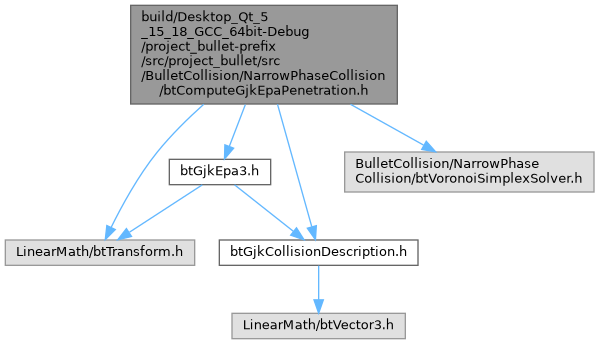 build/Desktop_Qt_5
_15_18_GCC_64bit-Debug
/project_bullet-prefix
/src/project_bullet/src
/BulletCollision/NarrowPhaseCollision
/btComputeGjkEpaPenetration.h
btGjkEpa3.h
BulletCollision/NarrowPhase
Collision/btVoronoiSimplexSolver.h
LinearMath/btTransform.h
btGjkCollisionDescription.h
LinearMath/btVector3.h